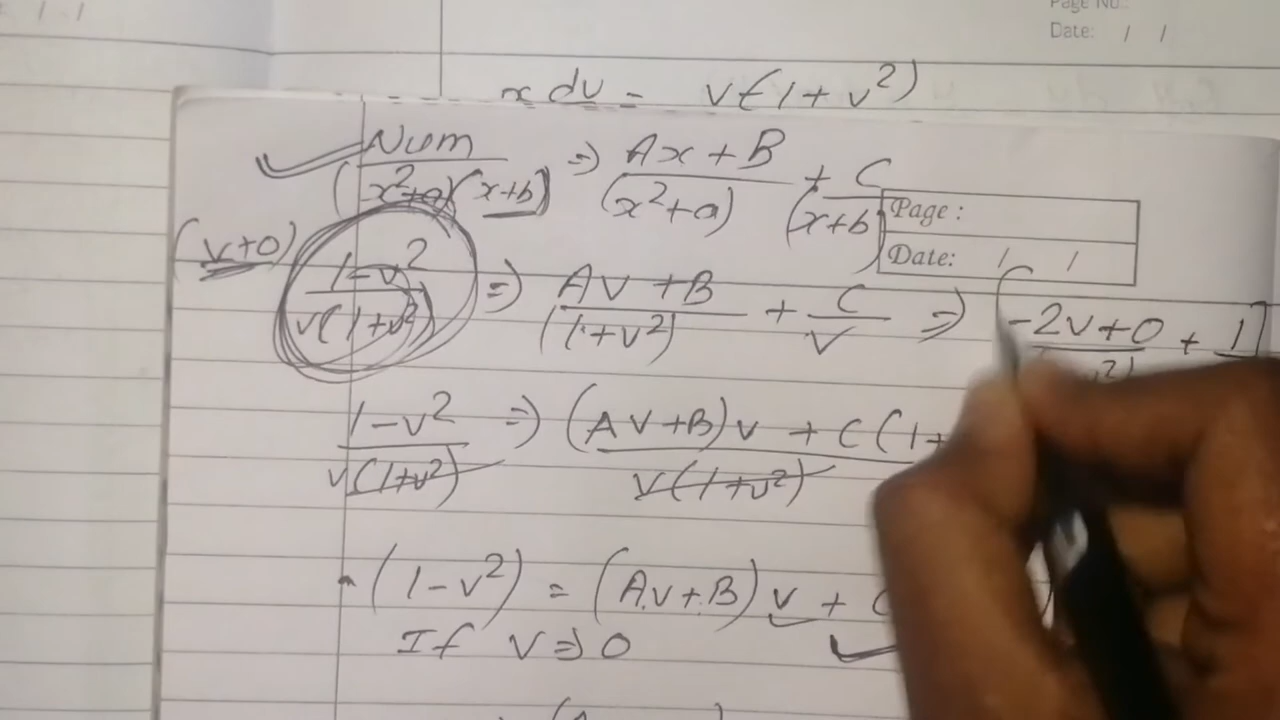 Page No.:
Date: / /
x dv = v(1+v²)
Num / (x²+a)(x+b) ⇒ Ax+B / (x²+a) + C / (x+b)
Page :
Date: / /
(v+0)
1-v² / v(1+v²) ⇒ Av+B / (1+v²) + C / v ⇒ -2v+0 + 1
1-v² / v(1+v²) ⇒ (Av+B)v + C(1+ / v(1+v²)
(1-v²) = (Av+B)v +
If v⇒0